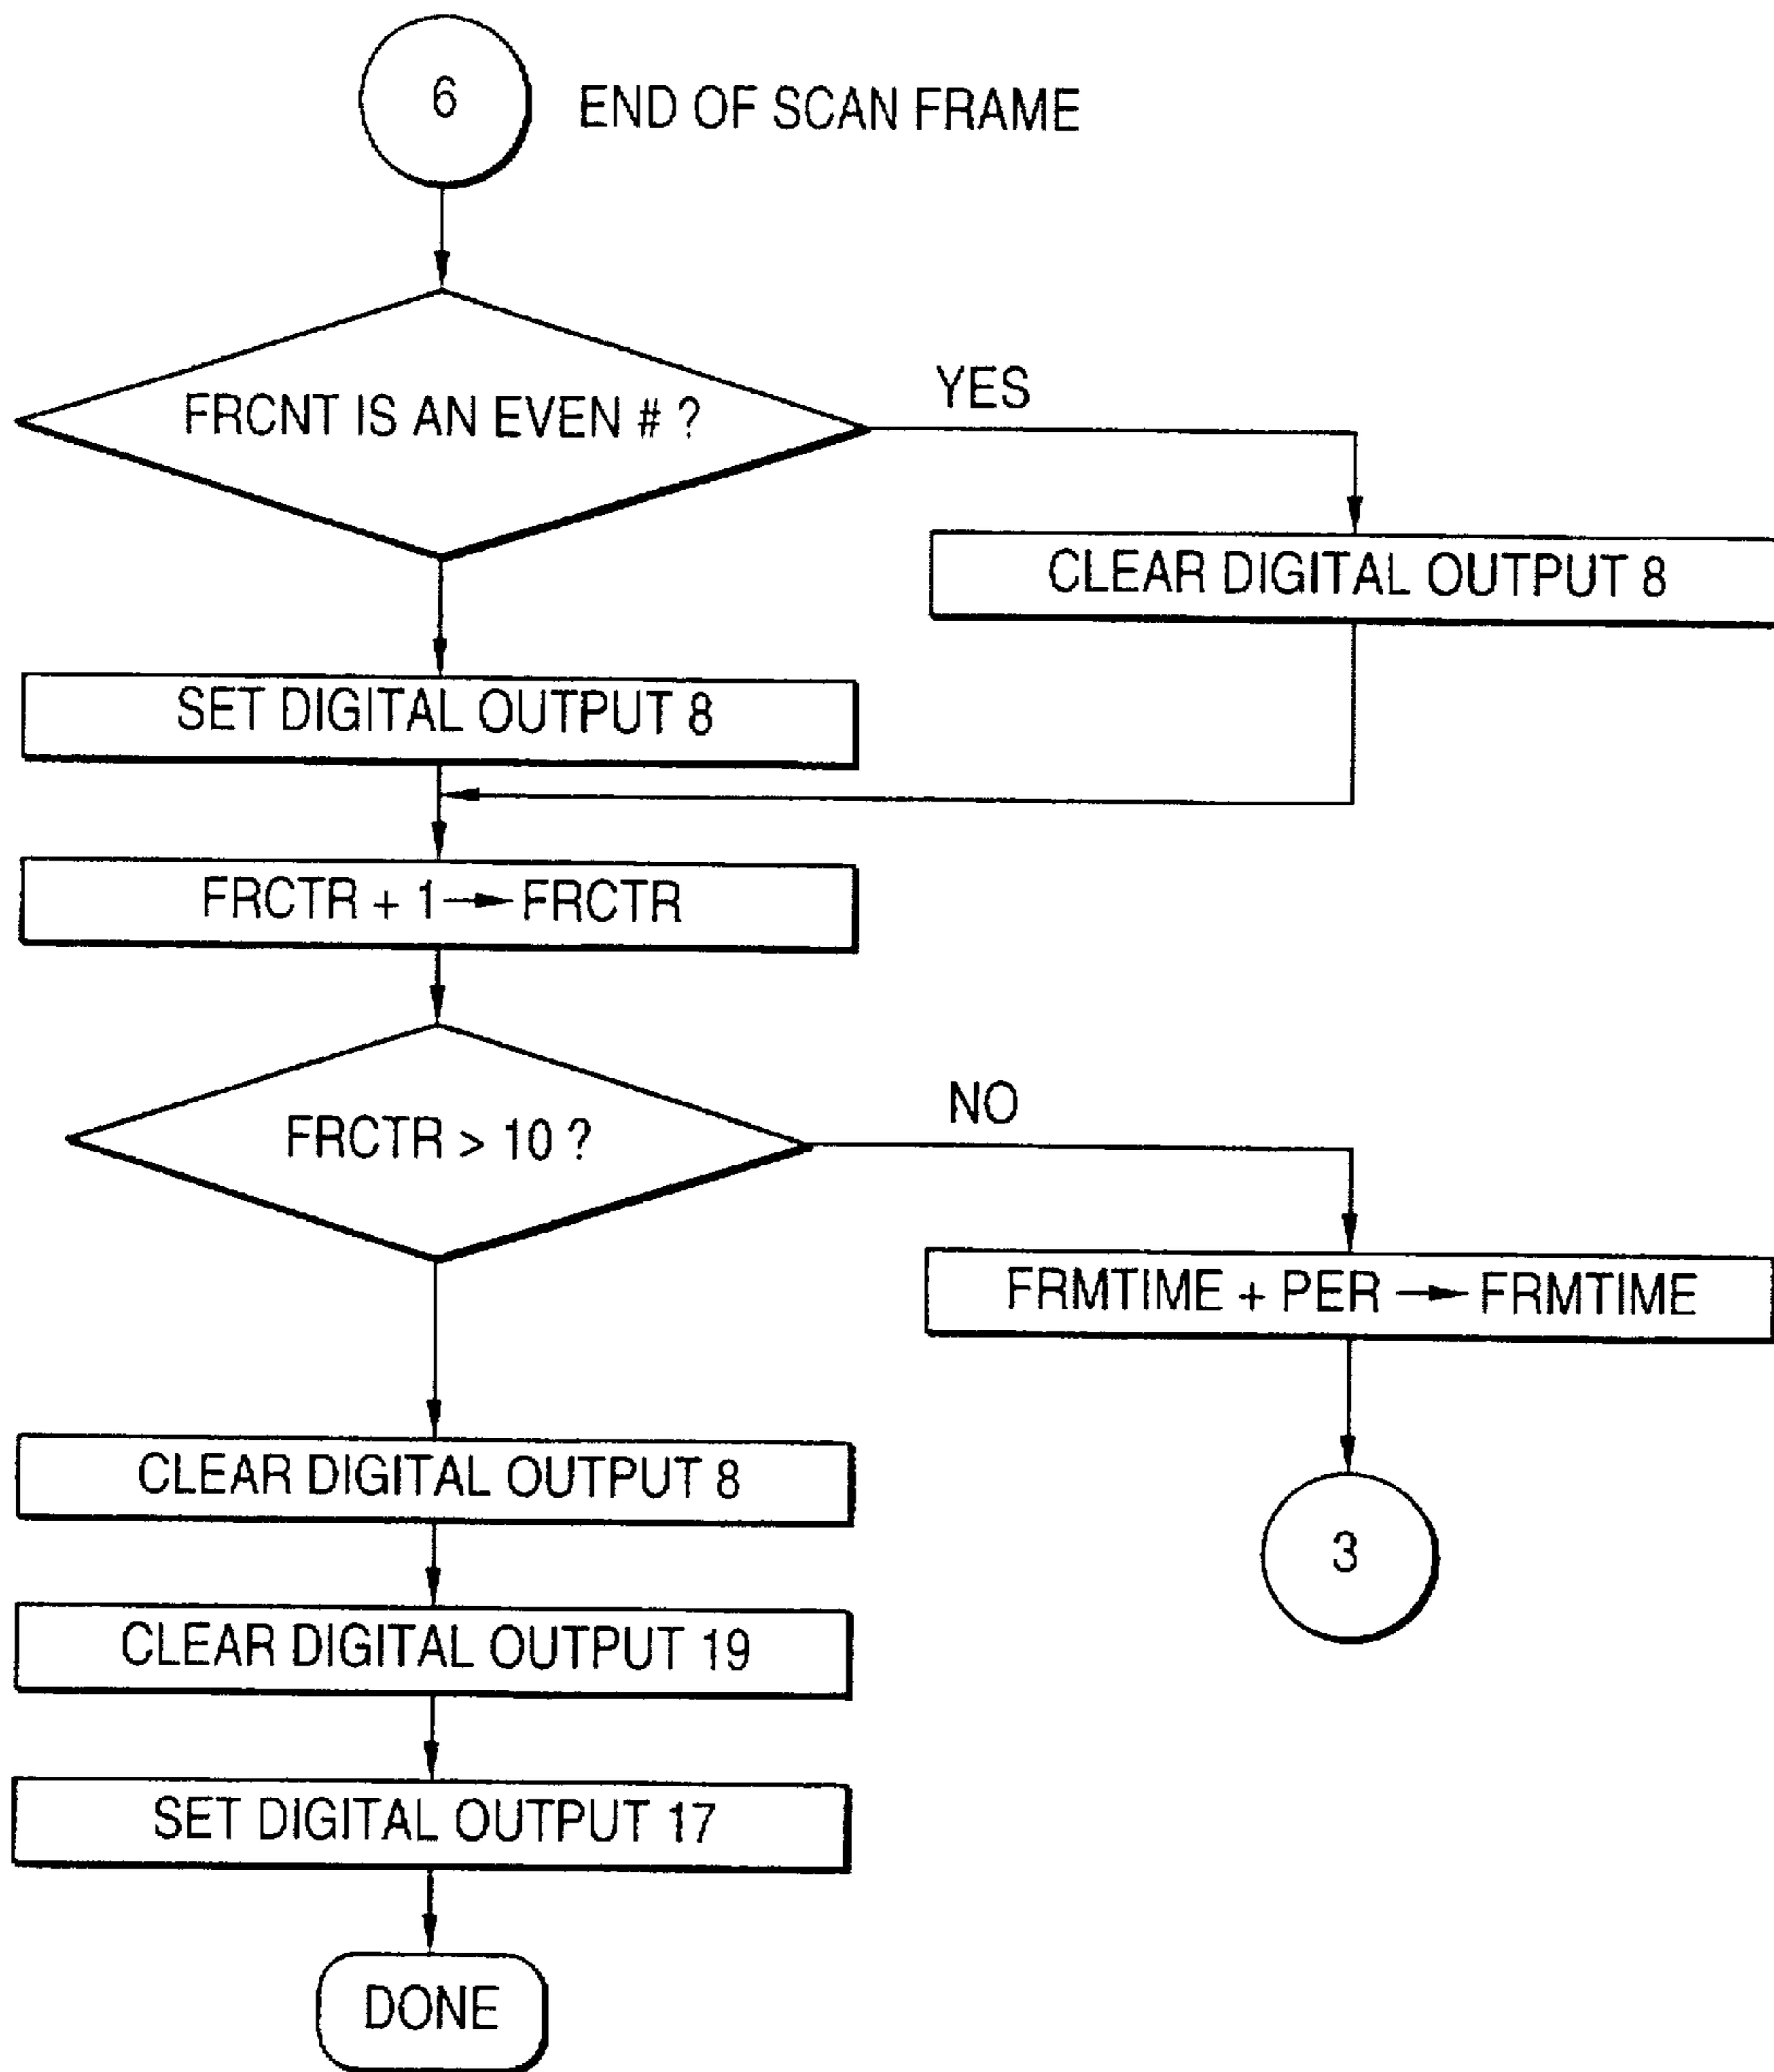 6
END OF SCAN FRAME
FRCNT IS AN EVEN # ?
YES
CLEAR DIGITAL OUTPUT 8
SET DIGITAL OUTPUT 8
FRCTR + 1 → FRCTR
FRCTR > 10 ?
NO
FRMTIME + PER → FRMTIME
CLEAR DIGITAL OUTPUT 8
3
CLEAR DIGITAL OUTPUT 19
SET DIGITAL OUTPUT 17
DONE